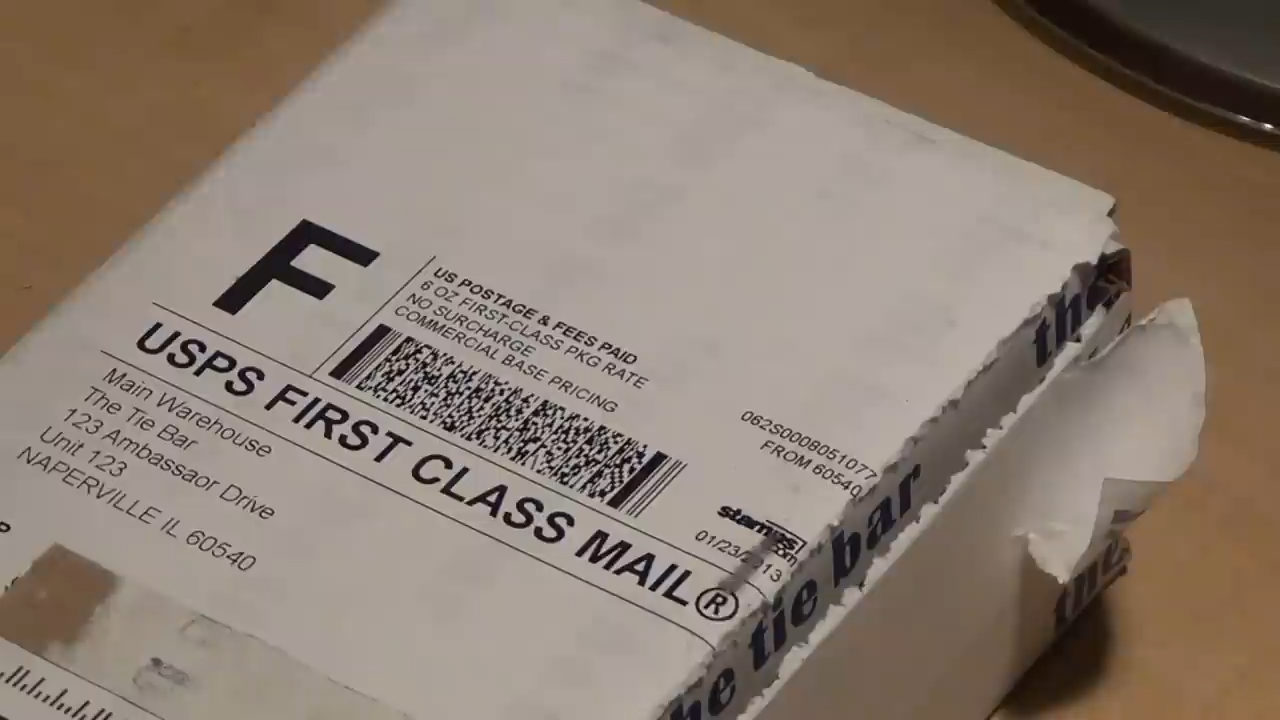 F
US POSTAGE & FEES PAID
6 OZ FIRST-CLASS PKG RATE
NO SURCHARGE
COMMERCIAL BASE PRICING
062S0008051077
FROM 60540
stamps
.com
01/23/2013
USPS FIRST CLASS MAIL®
Main Warehouse
The Tie Bar
123 Ambassaor Drive
Unit 123
NAPERVILLE IL 60540
the
the tie bar
the